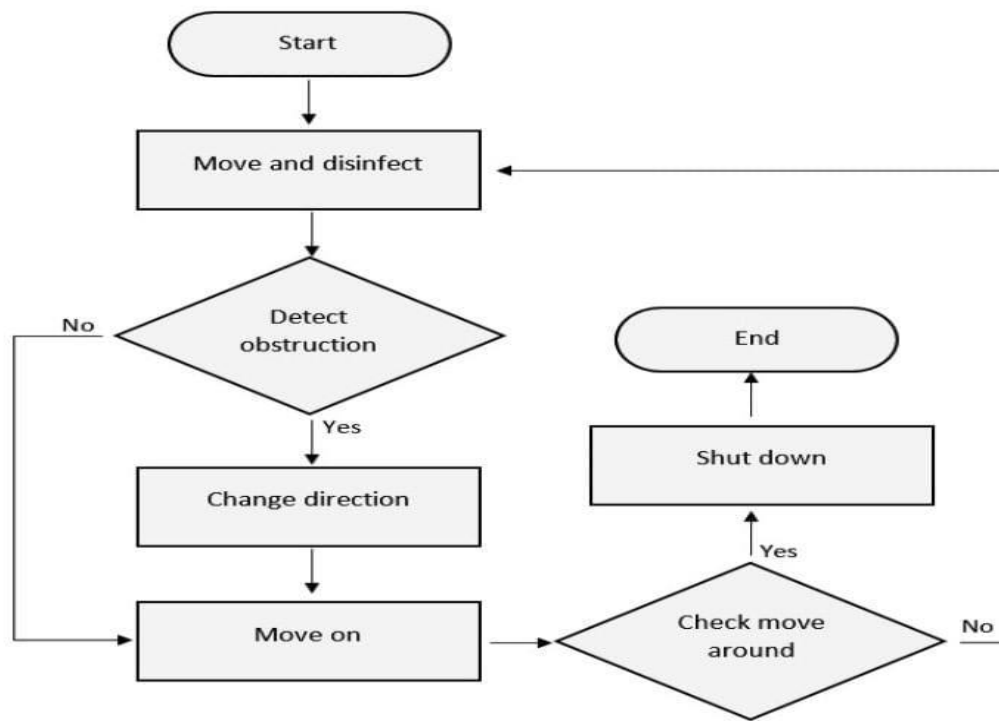 Start
Move and disinfect
Detect
obstruction
No
Yes
Change direction
Move on
Check move
around
No
Yes
Shut down
End